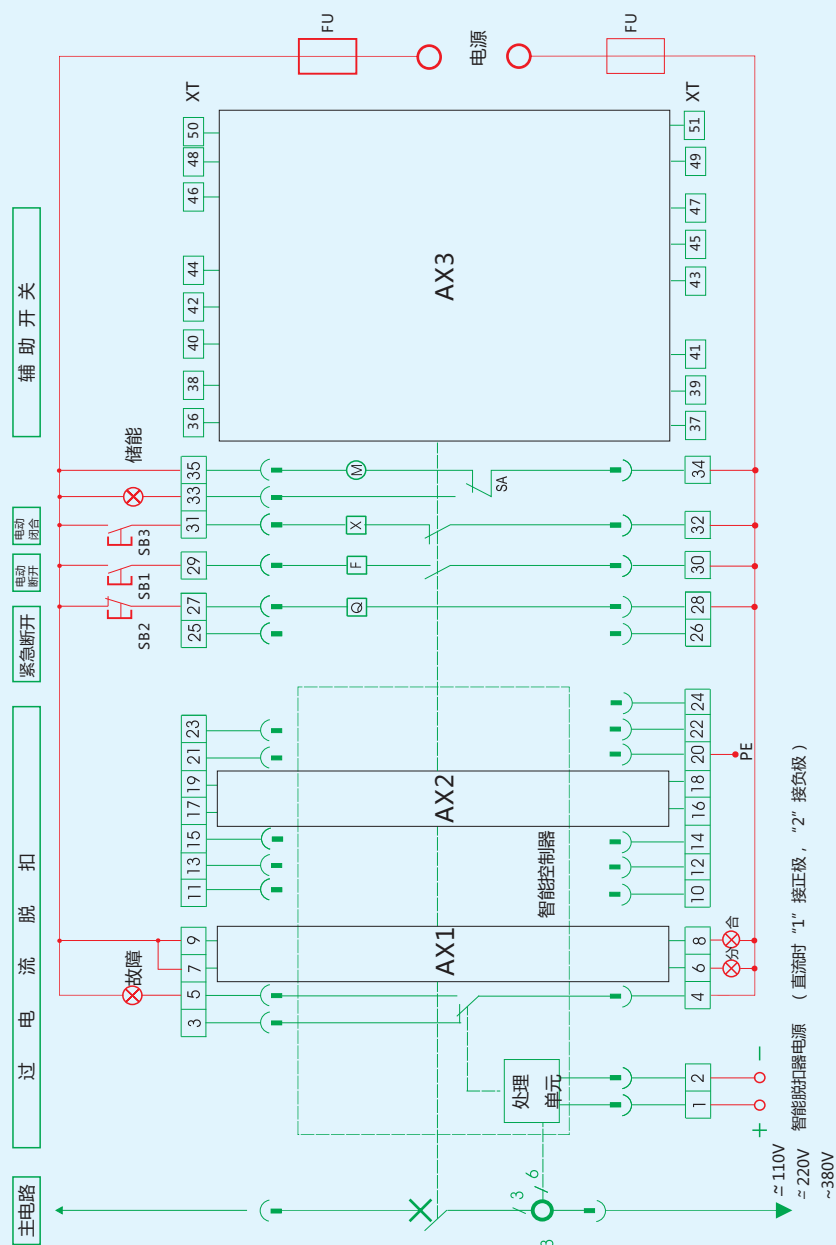 主电路
过电流脱扣
紧急断开
电动
断开
电动
闭合
辅助开关
故障
储能
SB2
SB1
SB3
XT
FU
3
5
7
9
11
13
15
17
19
21
23
25
27
29
31
33
35
36
38
40
42
44
46
48
50
Q
F
X
M
SA
AX1
AX2
AX3
电源
智能控制器
处理
单元
3
6
3
1
2
4
6
8
10
12
14
16
18
20
22
24
26
28
30
32
34
37
39
41
43
45
47
49
51
XT
FU
分
合
PE
+
−
≃110V
≃220V
~380V
智能脱扣器电源 （直流时“1”接正极，“2”接负极）